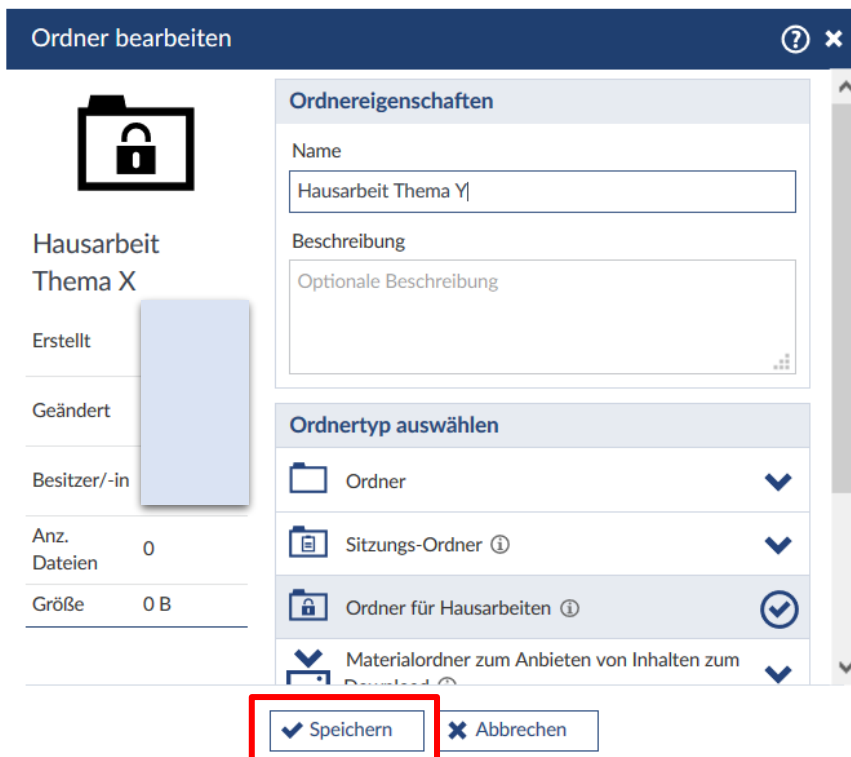 Ordner bearbeiten
Hausarbeit
Thema X
Erstellt
Geändert
Besitzer/-in
Anz.
Dateien
0
Größe
0 B
Ordnereigenschaften
Name
Hausarbeit Thema Y
Beschreibung
Optionale Beschreibung
Ordnertyp auswählen
Ordner
Sitzungs-Ordner
Ordner für Hausarbeiten
Materialordner zum Anbieten von Inhalten zum
Download
Speichern
Abbrechen